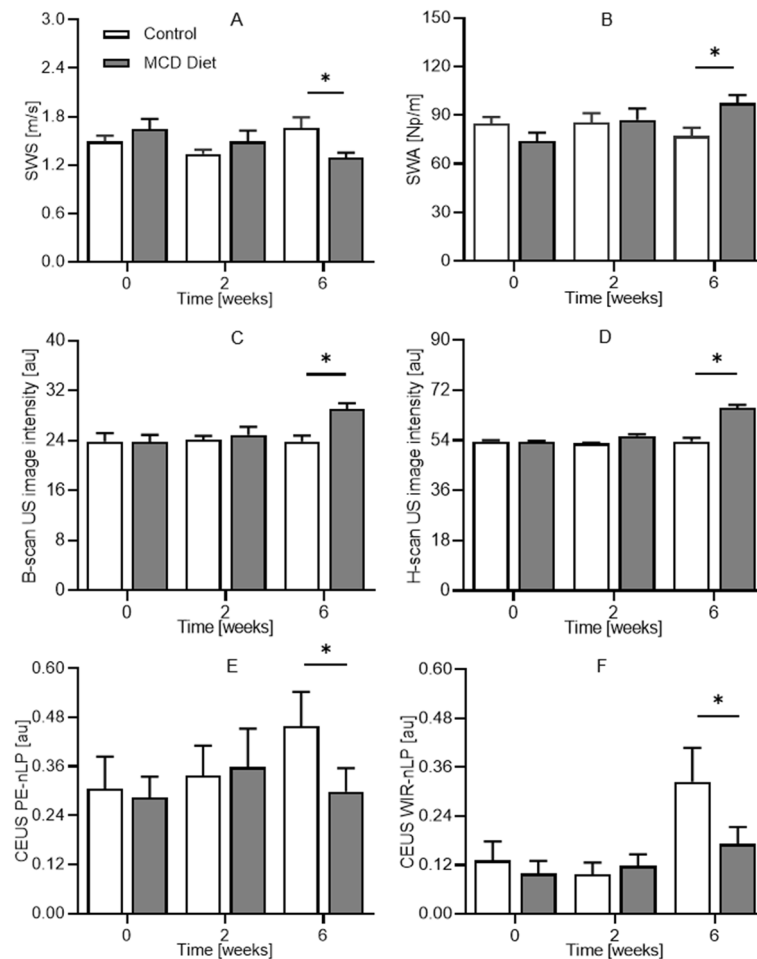 A
SWS [m/s]
3.0
2.4
1.8
1.2
0.6
0.0
Control
MCD Diet
*
0 2 6
Time [weeks]
B
SWA [Np/m]
150
120
90
60
30
0
*
0 2 6
Time [weeks]
C
B-scan US image intensity [au]
40
32
24
16
8
0
*
0 2 6
Time [weeks]
D
H-scan US image intensity [au]
90
72
54
36
18
0
*
0 2 6
Time [weeks]
E
CEUS PE-nLP [au]
0.60
0.48
0.36
0.24
0.12
0.00
*
0 2 6
Time [weeks]
F
CEUS WIR-nLP [au]
0.60
0.48
0.36
0.24
0.12
0.00
*
0 2 6
Time [weeks]